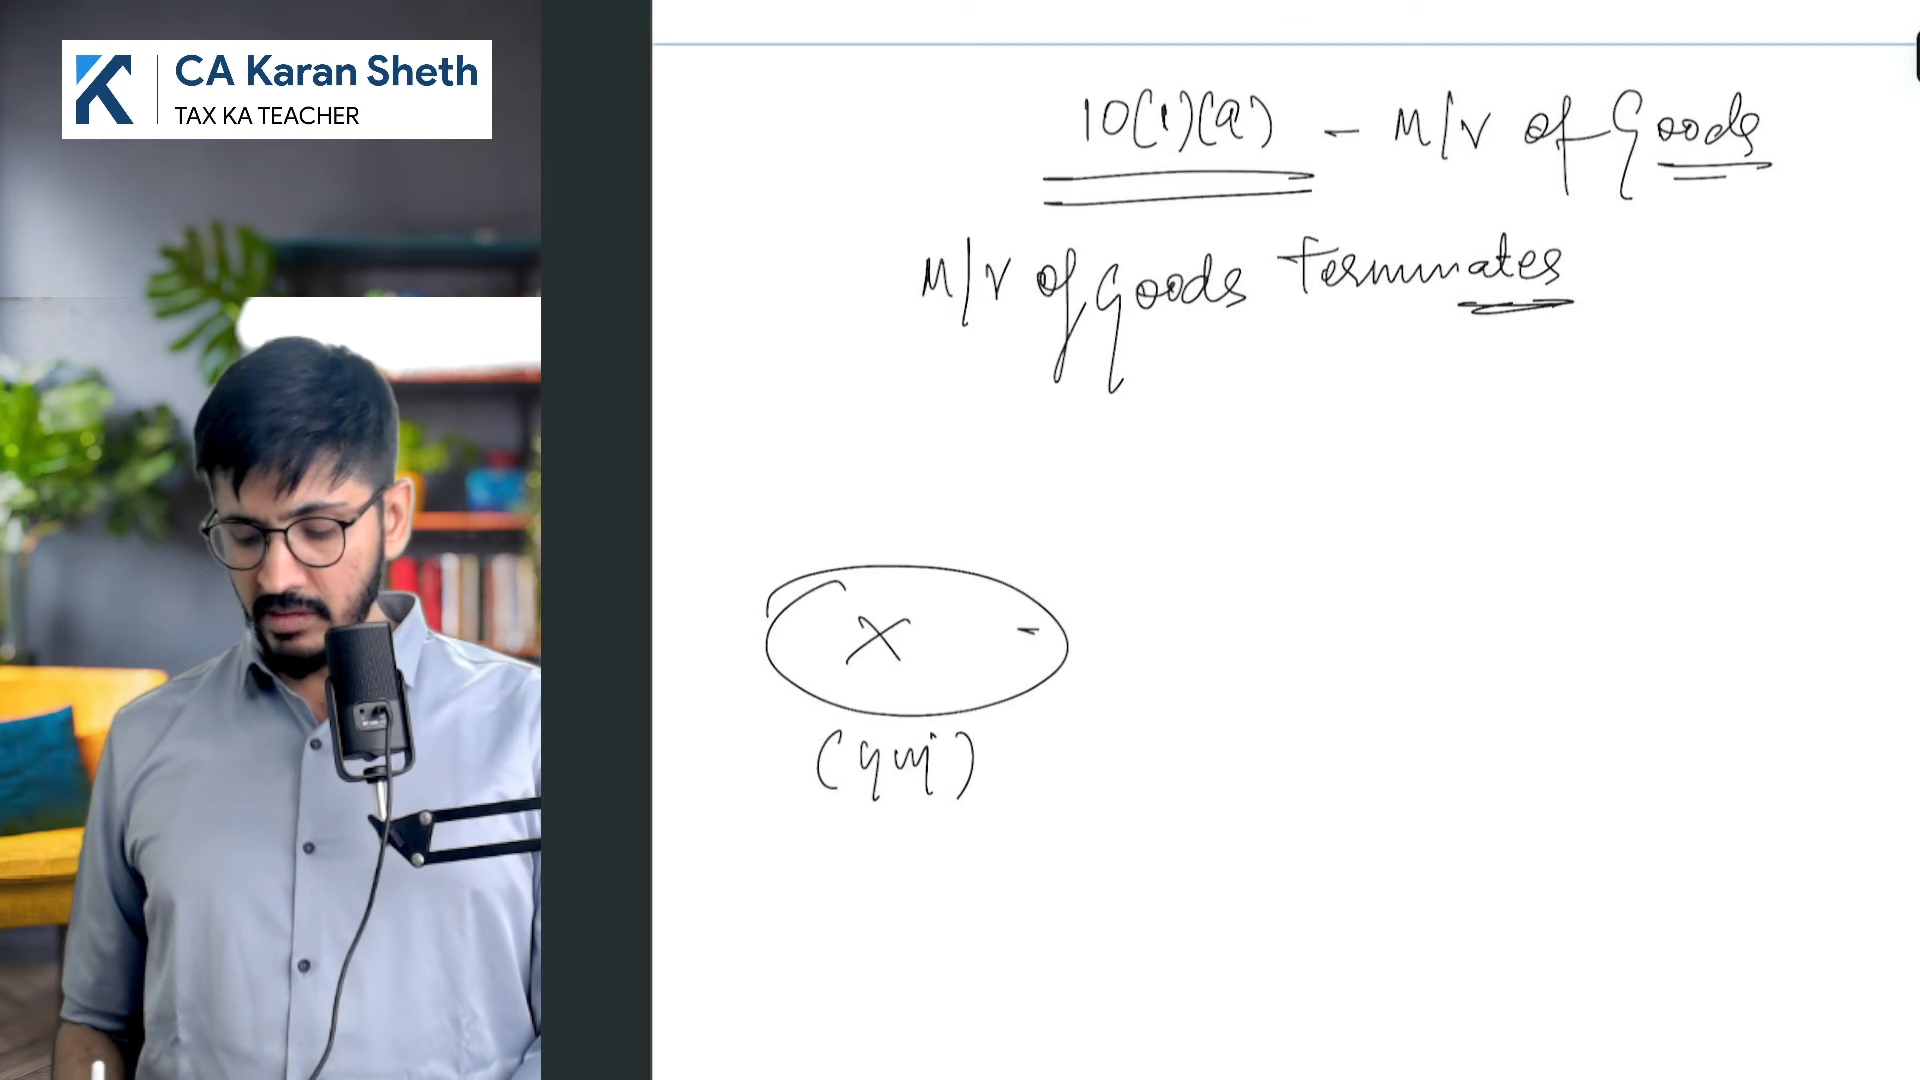 CA Karan Sheth
TAX KA TEACHER
10(1)(a) - M/V of Goods
M/V of Goods Terminates
X -
(Guj)